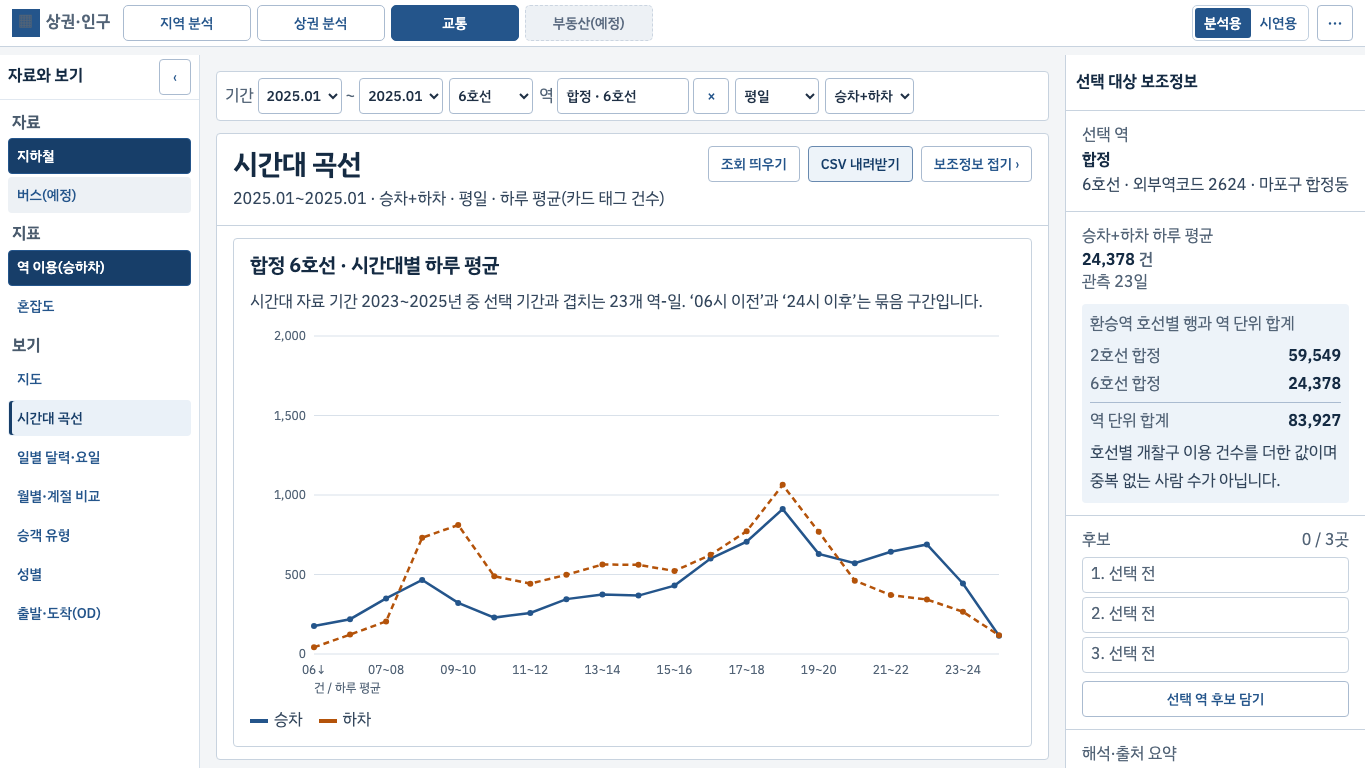 상권·인구
지역 분석
상권 분석
교통
부동산(예정)
분석용
시연용
···
자료와 보기
‹
자료
지하철
버스(예정)
지표
역 이용(승하차)
혼잡도
보기
지도
시간대 곡선
일별 달력·요일
월별·계절 비교
승객 유형
성별
출발·도착(OD)
기간 2025.01 ~ 2025.01 6호선 역 합정 · 6호선 × 평일 승차+하차
시간대 곡선
조회 띄우기
CSV 내려받기
보조정보 접기 ›
2025.01~2025.01 · 승차+하차 · 평일 · 하루 평균(카드 태그 건수)
합정 6호선 · 시간대별 하루 평균
시간대 자료 기간 2023~2025년 중 선택 기간과 겹치는 23개 역-일. ‘06시 이전’과 ‘24시 이후’는 묶음 구간입니다.
2,000
1,500
1,000
500
0
06↓ 07~08 09~10 11~12 13~14 15~16 17~18 19~20 21~22 23~24
건 / 하루 평균
승차 하차
선택 대상 보조정보
선택 역
합정
6호선 · 외부역코드 2624 · 마포구 합정동
승차+하차 하루 평균
24,378 건
관측 23일
환승역 호선별 행과 역 단위 합계
2호선 합정 59,549
6호선 합정 24,378
역 단위 합계 83,927
호선별 개찰구 이용 건수를 더한 값이며
중복 없는 사람 수가 아닙니다.
후보 0 / 3곳
1. 선택 전
2. 선택 전
3. 선택 전
선택 역 후보 담기
해석·출처 요약